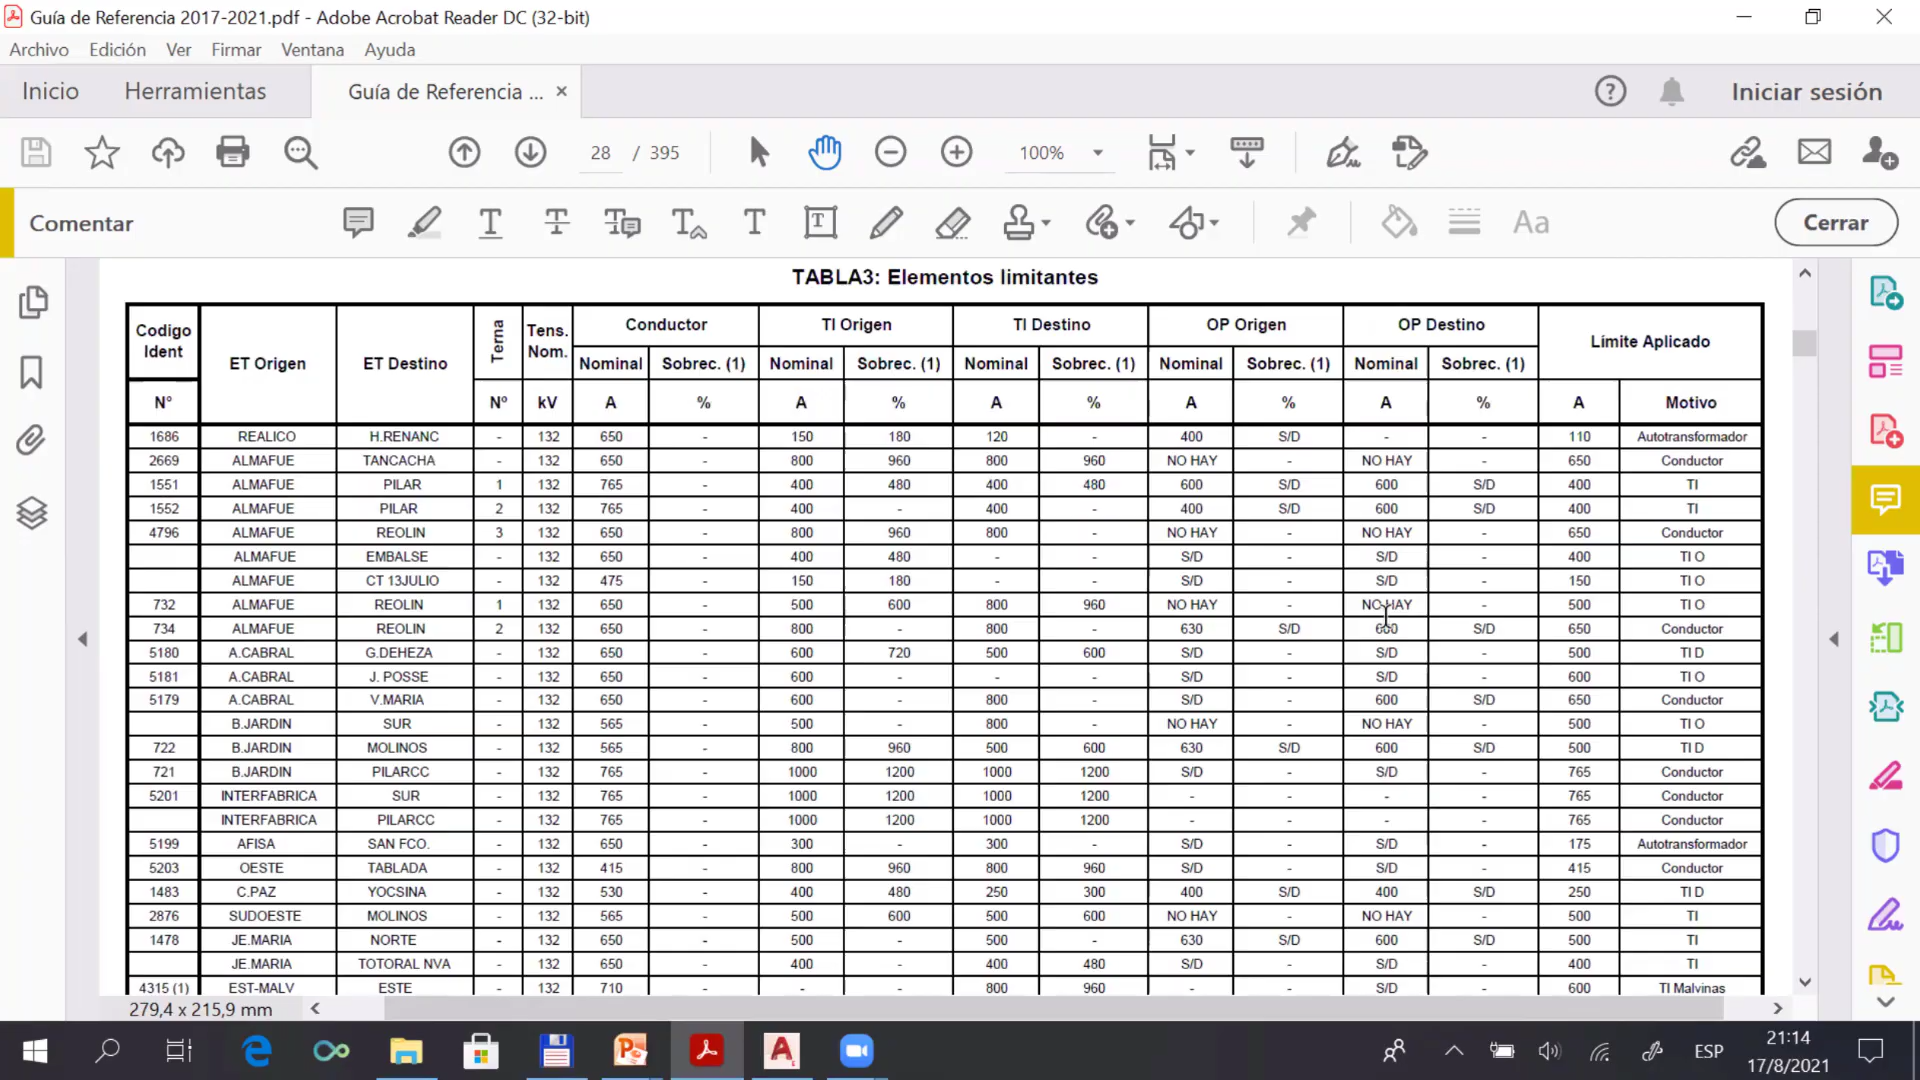 Guía de Referencia 2017-2021.pdf - Adobe Acrobat Reader DC (32-bit)
Archivo Edición Ver Firmar Ventana Ayuda
Inicio Herramientas Guía de Referencia ... × Iniciar sesión
28 / 395 100%
Comentar Aa Cerrar
TABLA3: Elementos limitantes
Codigo Ident ET Origen ET Destino Terna Tens. Nom. Conductor TI Origen TI Destino OP Origen OP Destino Límite Aplicado
Nominal Sobrec. (1) Nominal Sobrec. (1) Nominal Sobrec. (1) Nominal Sobrec. (1) Nominal Sobrec. (1)
N° Nº kV A % A % A % A % A % A Motivo
1686 REALICO H.RENANC - 132 650 - 150 180 120 - 400 S/D - - 110 Autotransformador
2669 ALMAFUE TANCACHA - 132 650 - 800 960 800 960 NO HAY - NO HAY - 650 Conductor
1551 ALMAFUE PILAR 1 132 765 - 400 480 400 480 600 S/D 600 S/D 400 TI
1552 ALMAFUE PILAR 2 132 765 - 400 - 400 - 400 S/D 600 S/D 400 TI
4796 ALMAFUE REOLIN 3 132 650 - 800 960 800 - NO HAY - NO HAY - 650 Conductor
ALMAFUE EMBALSE - 132 650 - 400 480 - - S/D - S/D - 400 TI O
ALMAFUE CT 13JULIO - 132 475 - 150 180 - - S/D - S/D - 150 TI O
732 ALMAFUE REOLIN 1 132 650 - 500 600 800 960 NO HAY - NO HAY - 500 TI O
734 ALMAFUE REOLIN 2 132 650 - 800 - 800 - 630 S/D 600 S/D 650 Conductor
5180 A.CABRAL G.DEHEZA - 132 650 - 600 720 500 600 S/D - S/D - 500 TI D
5181 A.CABRAL J. POSSE - 132 650 - 600 - - - S/D - S/D - 600 TI O
5179 A.CABRAL V.MARIA - 132 650 - 600 - 800 - S/D - 600 S/D 650 Conductor
B.JARDIN SUR - 132 565 - 500 - 800 - NO HAY - NO HAY - 500 TI O
722 B.JARDIN MOLINOS - 132 565 - 800 960 500 600 630 S/D 600 S/D 500 TI D
721 B.JARDIN PILARCC - 132 765 - 1000 1200 1000 1200 S/D - S/D - 765 Conductor
5201 INTERFABRICA SUR - 132 765 - 1000 1200 1000 1200 - - - - 765 Conductor
INTERFABRICA PILARCC - 132 765 - 1000 1200 1000 1200 - - - - 765 Conductor
5199 AFISA SAN FCO. - 132 650 - 300 - 300 - S/D - S/D - 175 Autotransformador
5203 OESTE TABLADA - 132 415 - 800 960 800 960 S/D - S/D - 415 Conductor
1483 C.PAZ YOCSINA - 132 530 - 400 480 250 300 400 S/D 400 S/D 250 TI D
2876 SUDOESTE MOLINOS - 132 565 - 500 600 500 600 NO HAY - NO HAY - 500 TI
1478 JE.MARIA NORTE - 132 650 - 500 - 500 - 630 S/D 600 S/D 500 TI
JE.MARIA TOTORAL NVA - 132 650 - 400 - 400 480 S/D - S/D - 400 TI
4315 (1) EST-MALV ESTE - 132 710 - - - 800 960 - - S/D - 600 TI Malvinas
279,4 x 215,9 mm
ESP 21:14
17/8/2021